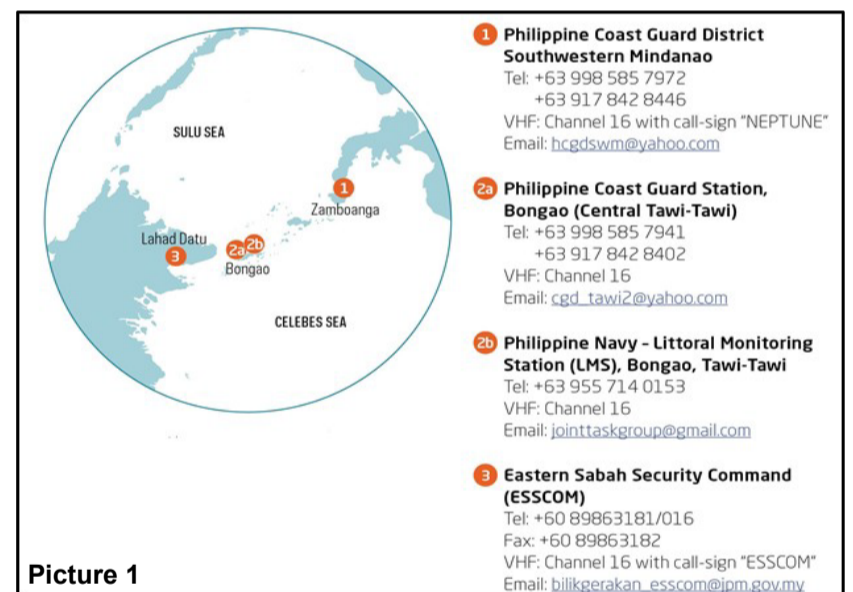 SULU SEA
1
Zamboanga
Lahad Datu
3
2a
2b
Bongao
CELEBES SEA
1 Philippine Coast Guard District
Southwestern Mindanao
Tel: +63 998 585 7972
+63 917 842 8446
VHF: Channel 16 with call-sign "NEPTUNE"
Email: hcgdswm@yahoo.com
2a Philippine Coast Guard Station,
Bongao (Central Tawi-Tawi)
Tel: +63 998 585 7941
+63 917 842 8402
VHF: Channel 16
Email: cgd_tawi2@yahoo.com
2b Philippine Navy – Littoral Monitoring
Station (LMS), Bongao, Tawi-Tawi
Tel: +63 955 714 0153
VHF: Channel 16
Email: jointtaskgroup@gmail.com
3 Eastern Sabah Security Command
(ESSCOM)
Tel: +60 89863181/016
Fax: +60 89863182
VHF: Channel 16 with call-sign "ESSCOM"
Email: bilikgerakan_esscom@jpm.gov.my
Picture 1